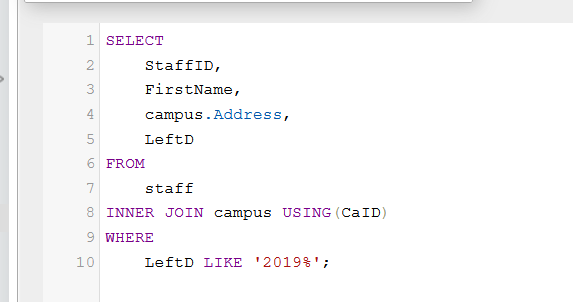 1 SELECT
2 StaffID,
3 FirstName,
4 campus.Address,
5 LeftD
6 FROM
7 staff
8 INNER JOIN campus USING(CaID)
9 WHERE
10 LeftD LIKE '2019%';